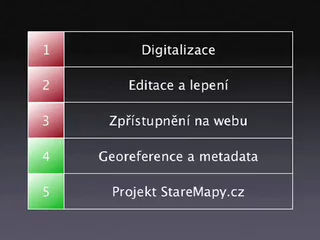 1 Digitalizace
2 Editace a lepení
3 Zpřístupnění na webu
4 Georeference a metadata
5 Projekt StareMapy.cz